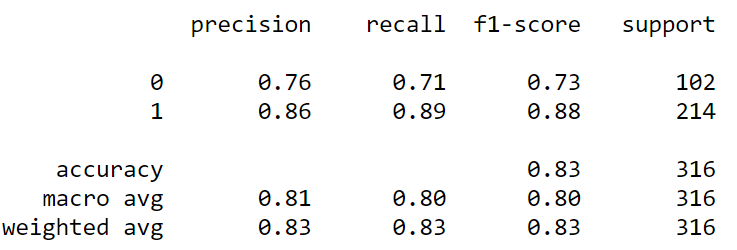 precision recall f1-score support
0 0.76 0.71 0.73 102
1 0.86 0.89 0.88 214
accuracy 0.83 316
macro avg 0.81 0.80 0.80 316
weighted avg 0.83 0.83 0.83 316